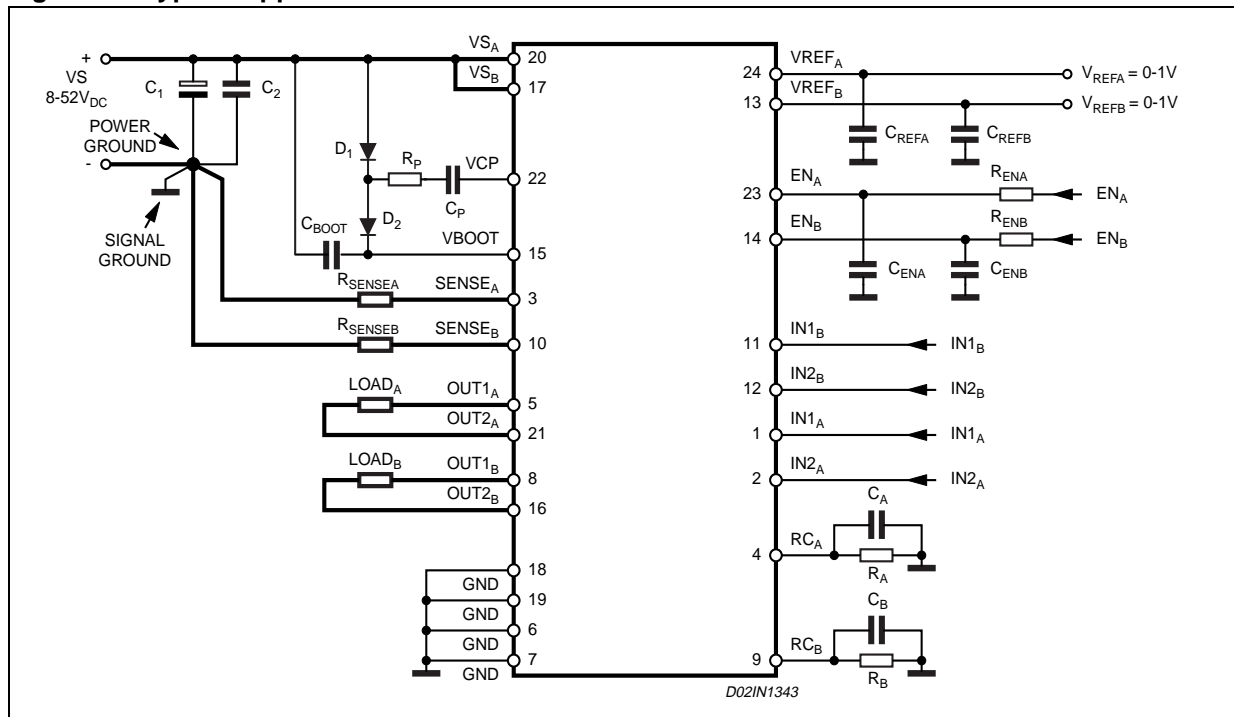 +
VS
8-52V_DC
C1
C2
POWER
GROUND
-
SIGNAL
GROUND
D1
RP
VCP
CP
D2
CBOOT
VBOOT
RSENSEA
SENSEA
RSENSEB
SENSEB
LOADA
OUT1A
OUT2A
LOADB
OUT1B
OUT2B
GND
GND
GND
GND
VSA
VSB
20
17
22
15
3
10
5
21
8
16
18
19
6
7
24
13
23
14
11
12
1
2
4
9
VREFA
VREFB
VREFA = 0-1V
VREFB = 0-1V
CREFA
CREFB
ENA
RENA
ENA
ENB
RENB
ENB
CENA
CENB
IN1B
IN1B
IN2B
IN2B
IN1A
IN1A
IN2A
IN2A
CA
RCA
RA
CB
RCB
RB
D02IN1343